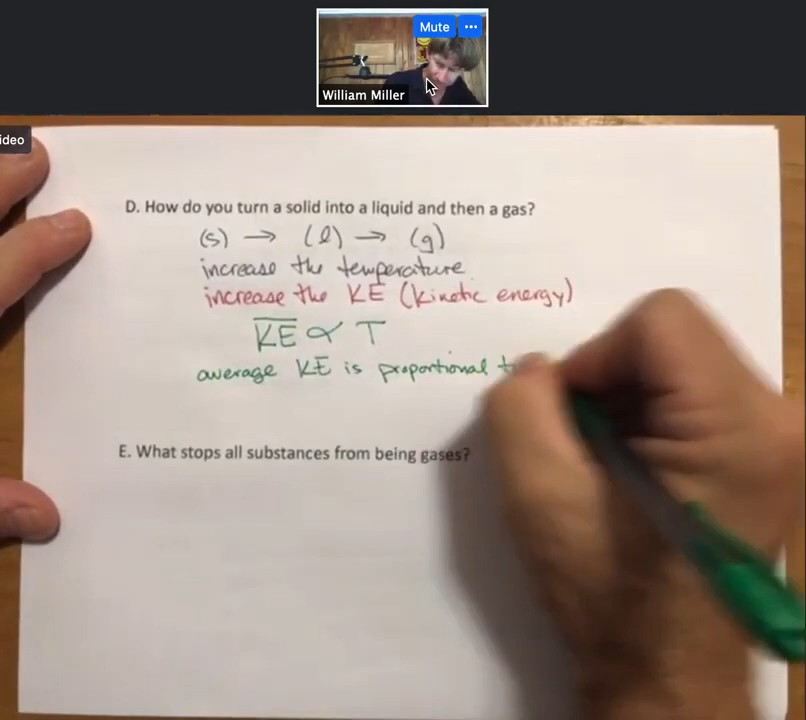 Mute ...
William Miller
ideo
D. How do you turn a solid into a liquid and then a gas?
(s) → (l) → (g)
increase the temperature
increase the KE (kinetic energy)
K̅E̅ ∝ T
average KE is proportional t
E. What stops all substances from being gases?